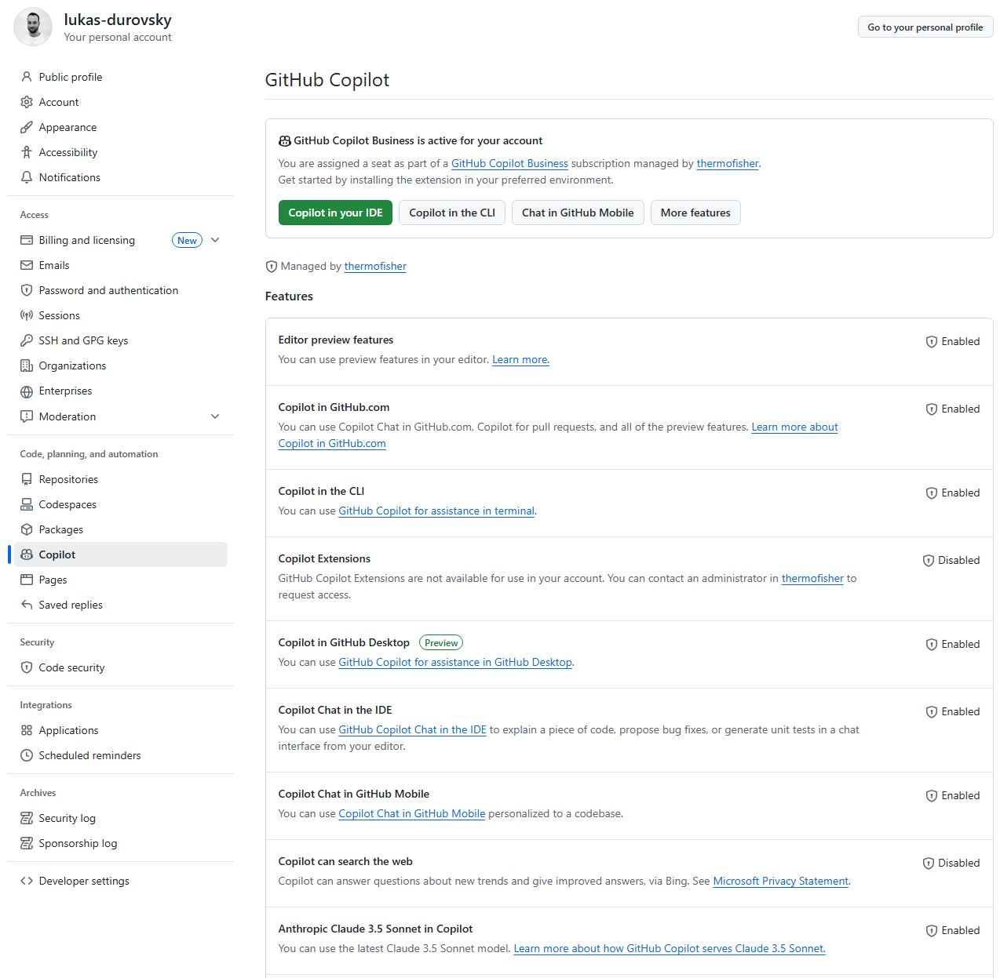 lukas-durovsky
Your personal account
Go to your personal profile
Public profile
Account
Appearance
Accessibility
Notifications
Access
Billing and licensing New
Emails
Password and authentication
Sessions
SSH and GPG keys
Organizations
Enterprises
Moderation
Code, planning, and automation
Repositories
Codespaces
Packages
Copilot
Pages
Saved replies
Security
Code security
Integrations
Applications
Scheduled reminders
Archives
Security log
Sponsorship log
Developer settings
GitHub Copilot
GitHub Copilot Business is active for your account
You are assigned a seat as part of a GitHub Copilot Business subscription managed by thermofisher.
Get started by installing the extension in your preferred environment.
Copilot in your IDE Copilot in the CLI Chat in GitHub Mobile More features
Managed by thermofisher
Features
Editor preview features Enabled
You can use preview features in your editor. Learn more.
Copilot in GitHub.com Enabled
You can use Copilot Chat in GitHub.com, Copilot for pull requests, and all of the preview features. Learn more about
Copilot in GitHub.com
Copilot in the CLI Enabled
You can use GitHub Copilot for assistance in terminal.
Copilot Extensions Disabled
GitHub Copilot Extensions are not available for use in your account. You can contact an administrator in thermofisher to
request access.
Copilot in GitHub Desktop Preview Enabled
You can use GitHub Copilot for assistance in GitHub Desktop.
Copilot Chat in the IDE Enabled
You can use GitHub Copilot Chat in the IDE to explain a piece of code, propose bug fixes, or generate unit tests in a chat
interface from your editor.
Copilot Chat in GitHub Mobile Enabled
You can use Copilot Chat in GitHub Mobile personalized to a codebase.
Copilot can search the web Disabled
Copilot can answer questions about new trends and give improved answers, via Bing. See Microsoft Privacy Statement.
Anthropic Claude 3.5 Sonnet in Copilot Enabled
You can use the latest Claude 3.5 Sonnet model. Learn more about how GitHub Copilot serves Claude 3.5 Sonnet.